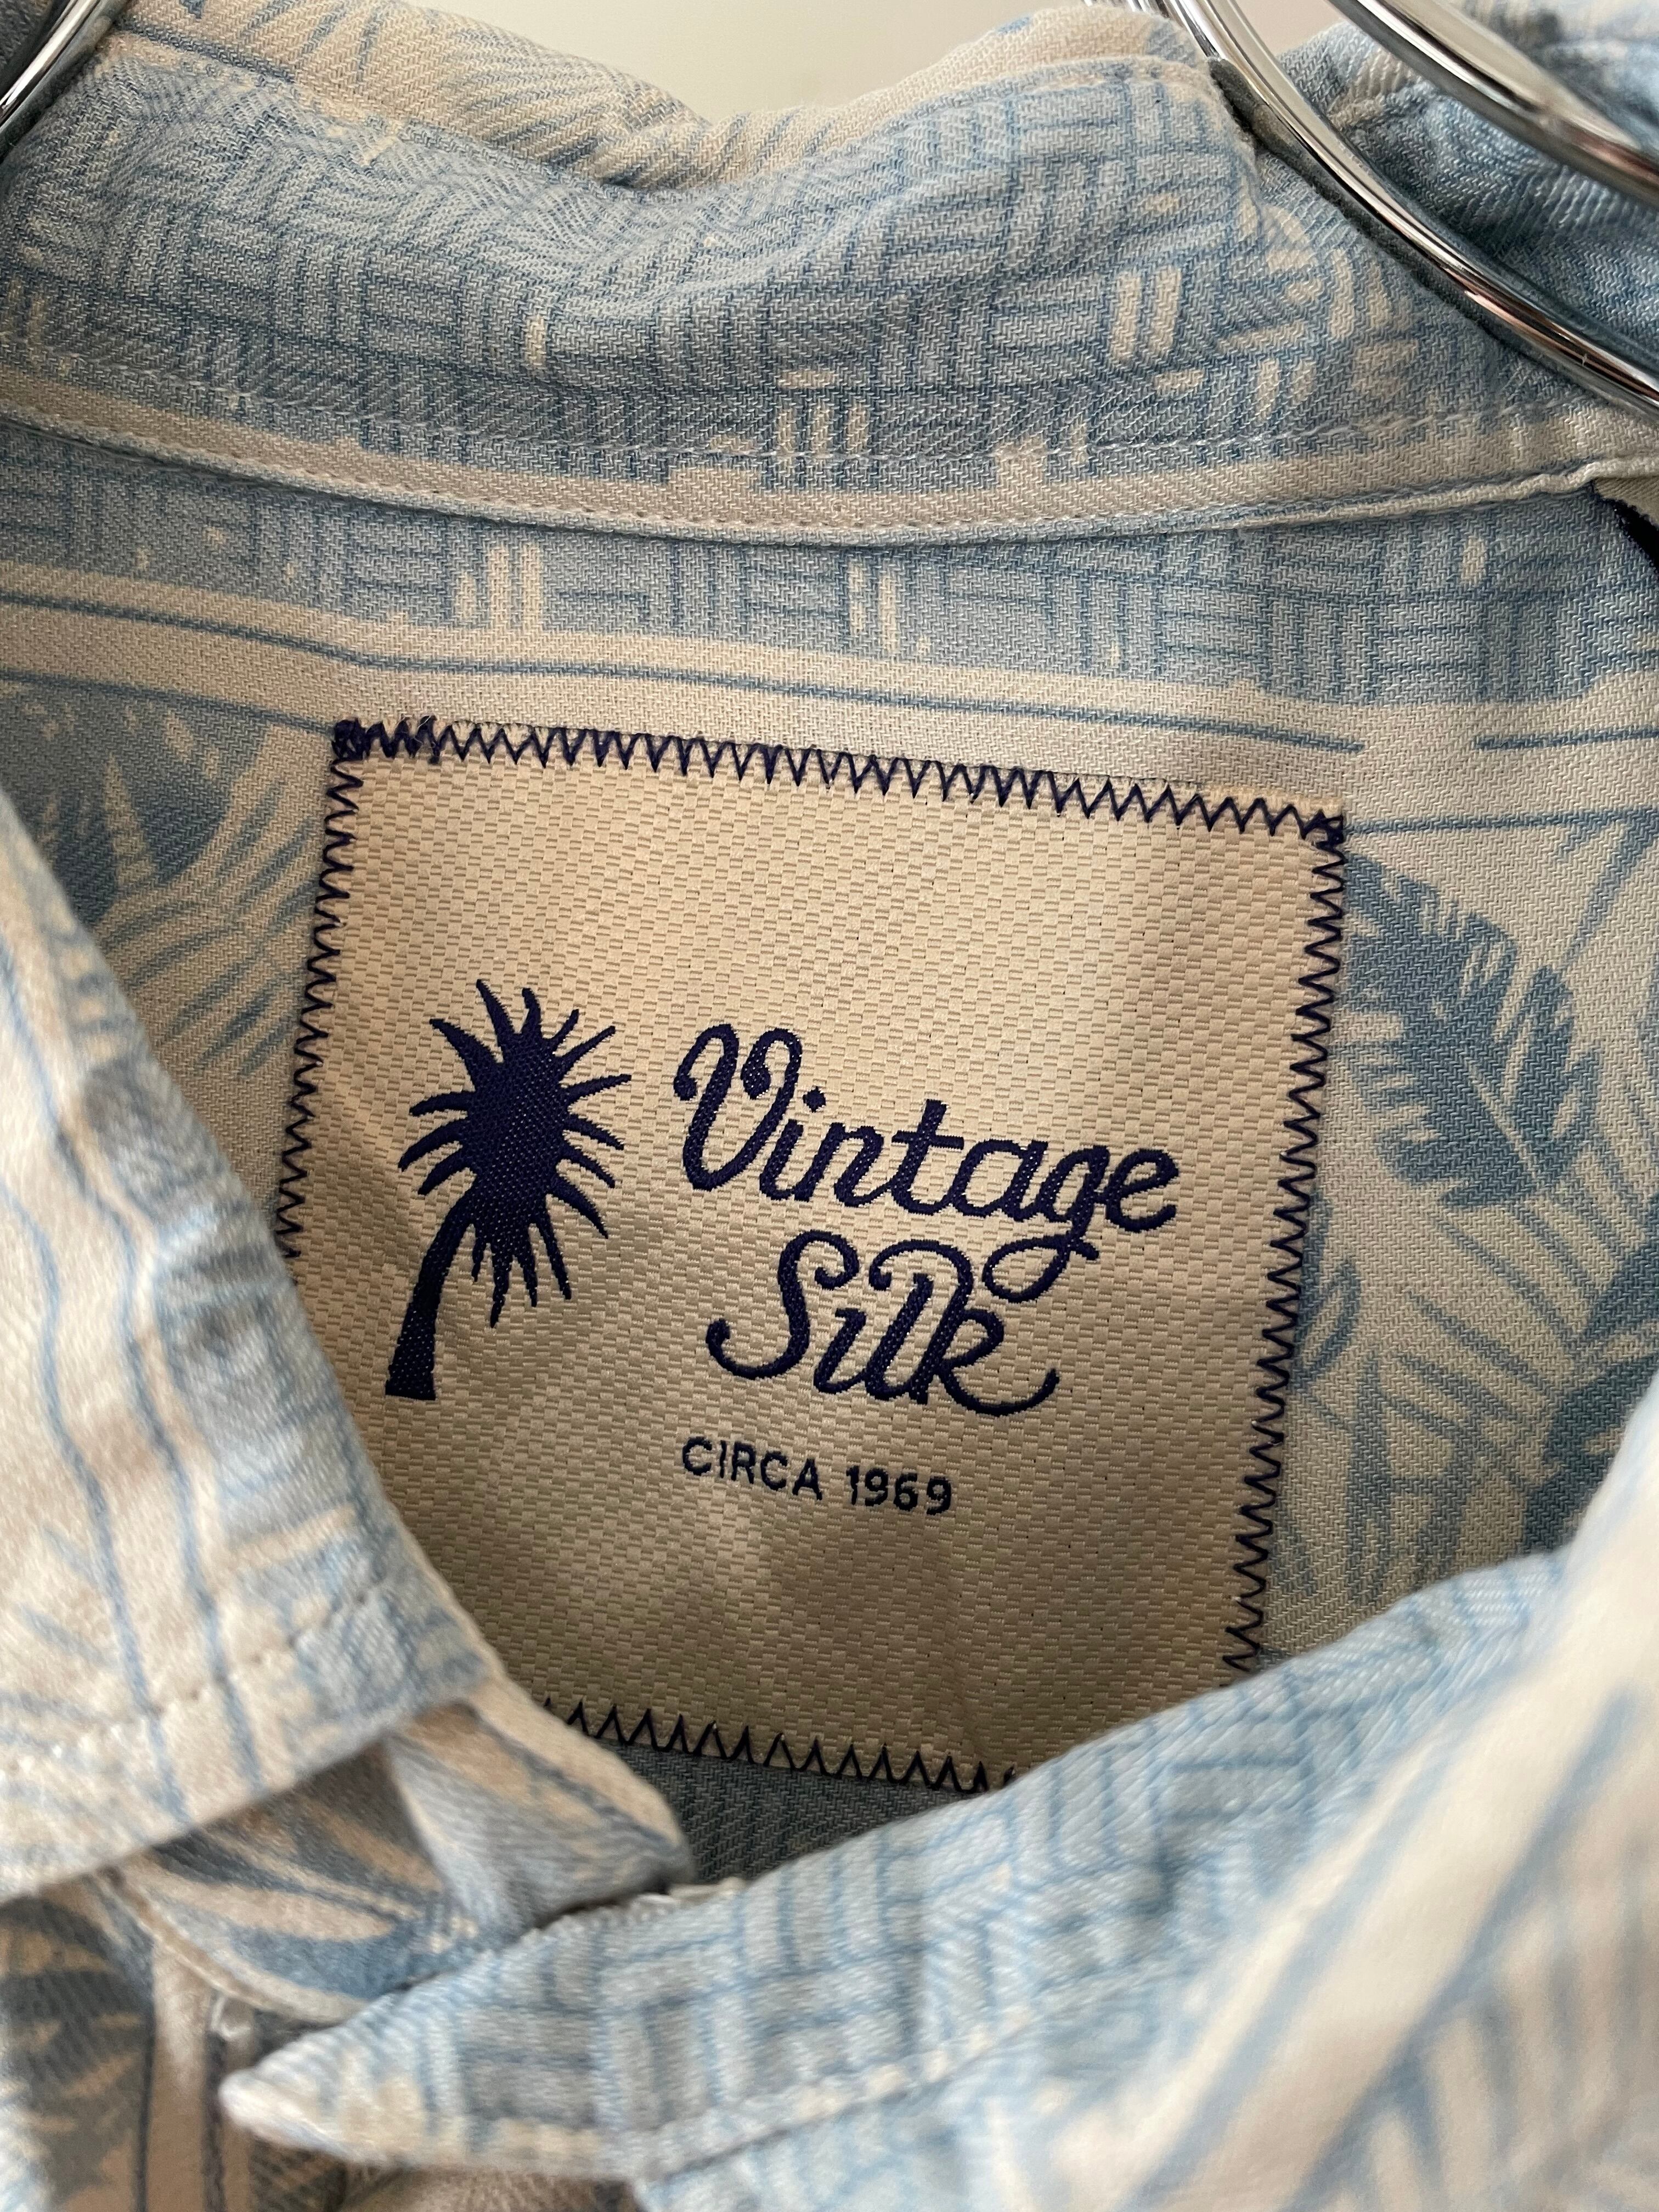 Vintage
Silk
CIRCA 1969